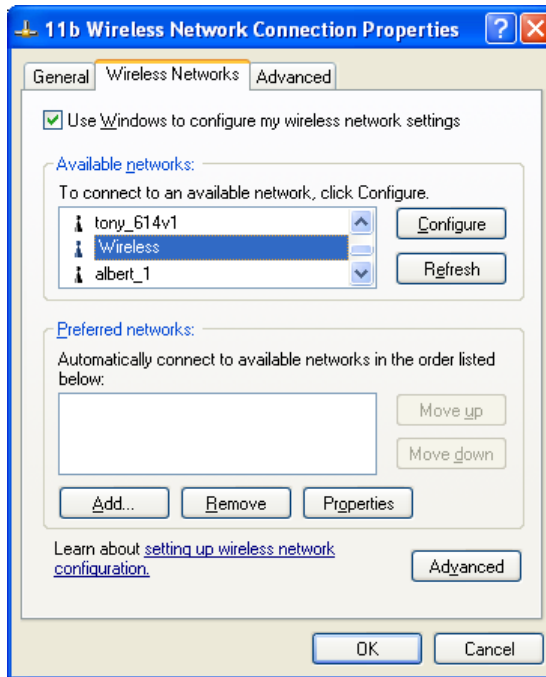 11b Wireless Network Connection Properties
General Wireless Networks Advanced
Use Windows to configure my wireless network settings
Available networks:
To connect to an available network, click Configure.
tony_614v1
Wireless
albert_1
Configure
Refresh
Preferred networks:
Automatically connect to available networks in the order listed
below:
Move up
Move down
Add... Remove Properties
Learn about setting up wireless network
configuration.
Advanced
OK Cancel